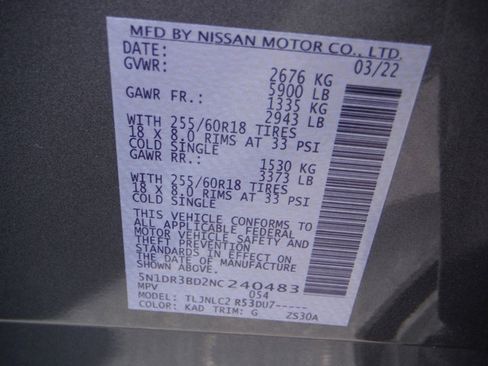 MFD BY NISSAN MOTOR CO., LTD.
DATE: 03/22
GVWR: 2676 KG
5900 LB
GAWR FR.: 1335 KG
2943 LB
WITH 255/60R18 TIRES
18 X 8.0 RIMS AT 33 PSI
COLD SINGLE
GAWR RR.: 1530 KG
3373 LB
WITH 255/60R18 TIRES
18 X 8.0 RIMS AT 33 PSI
COLD SINGLE
THIS VEHICLE CONFORMS TO
ALL APPLICABLE FEDERAL
MOTOR VEHICLE SAFETY AND
THEFT PREVENTION
STANDARDS IN EFFECT ON
THE DATE OF MANUFACTURE
SHOWN ABOVE.
5N1DR3BD2NC240483
MPV 054
MODEL: TLJNLC2 R53DU7-----
COLOR: KAD TRIM: G ZS30A